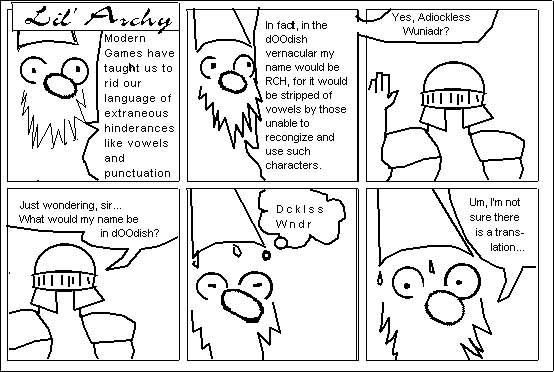 Lil' Archy
Modern
Games have
taught us to
rid our
language of
extraneous
hinderances
like vowels
and
punctuation
In fact, in the
dOOdish
vernacular my
name would be
RCH, for it would
be stripped of
vowels by those
unable to
recongize and
use such
characters.
Yes, Adiockless
Wuniadr?
Just wondering, sir...
What would my name be
in dOOdish?
Dcklss
Wndr
Um, I'm not
sure there
is a trans-
lation...